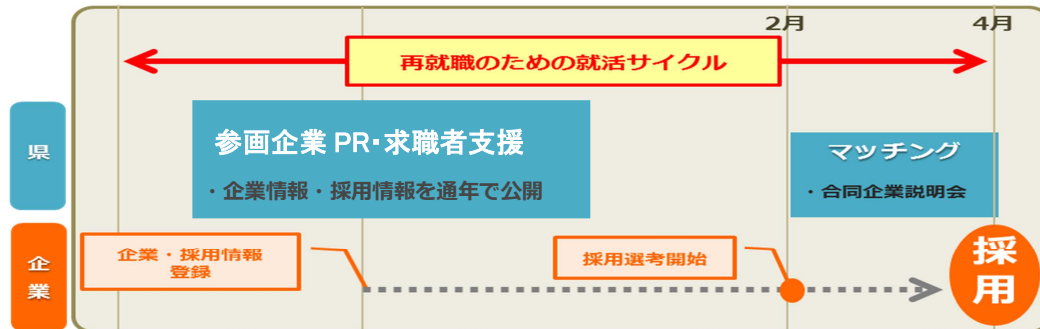 2月
4月
再就職のための就活サイクル
県
参画企業 PR・求職者支援
・企業情報・採用情報を通年で公開
マッチング
・合同企業説明会
企業
企業・採用情報
登録
採用選考開始
採用